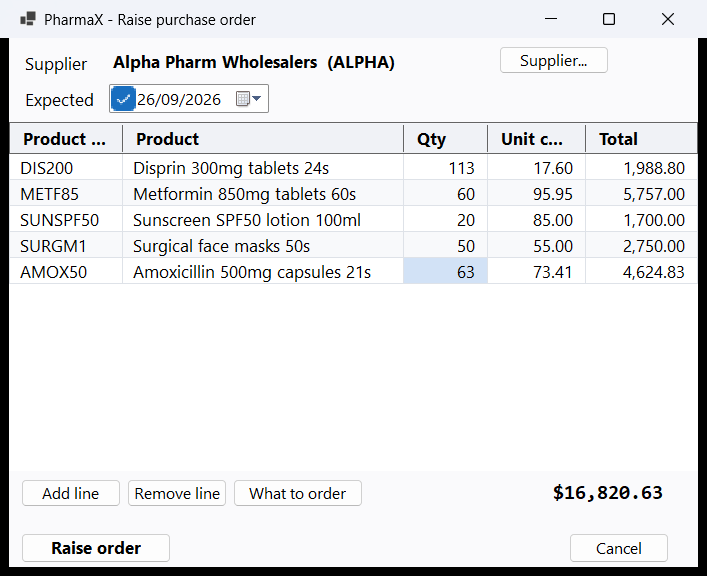 PharmaX - Raise purchase order
Supplier Alpha Pharm Wholesalers (ALPHA) Supplier...
Expected 26/09/2026
Product ... Product Qty Unit c... Total
DIS200 Disprin 300mg tablets 24s 113 17.60 1,988.80
METF85 Metformin 850mg tablets 60s 60 95.95 5,757.00
SUNSPF50 Sunscreen SPF50 lotion 100ml 20 85.00 1,700.00
SURGM1 Surgical face masks 50s 50 55.00 2,750.00
AMOX50 Amoxicillin 500mg capsules 21s 63 73.41 4,624.83
Add line Remove line What to order $16,820.63
Raise order Cancel